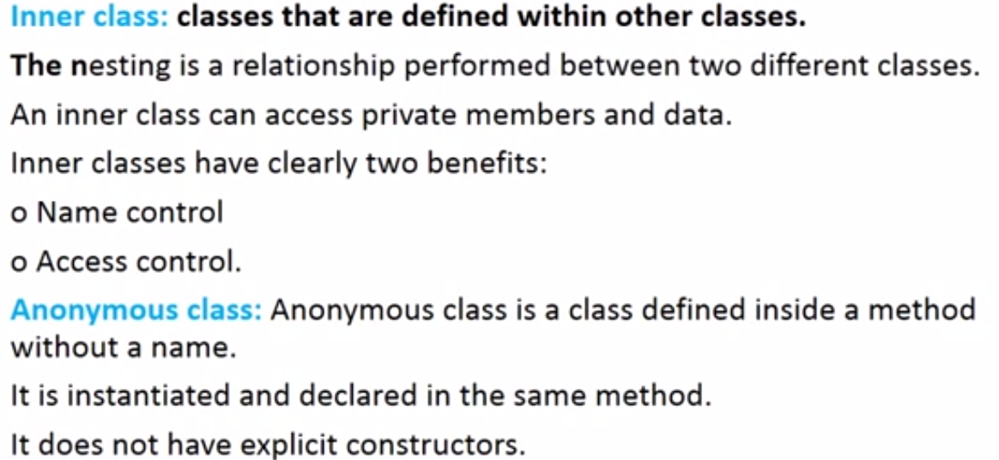 Inner class: classes that are defined within other classes.
The nesting is a relationship performed between two different classes.
An inner class can access private members and data.
Inner classes have clearly two benefits:
o Name control
o Access control.
Anonymous class: Anonymous class is a class defined inside a method
without a name.
It is instantiated and declared in the same method.
It does not have explicit constructors.